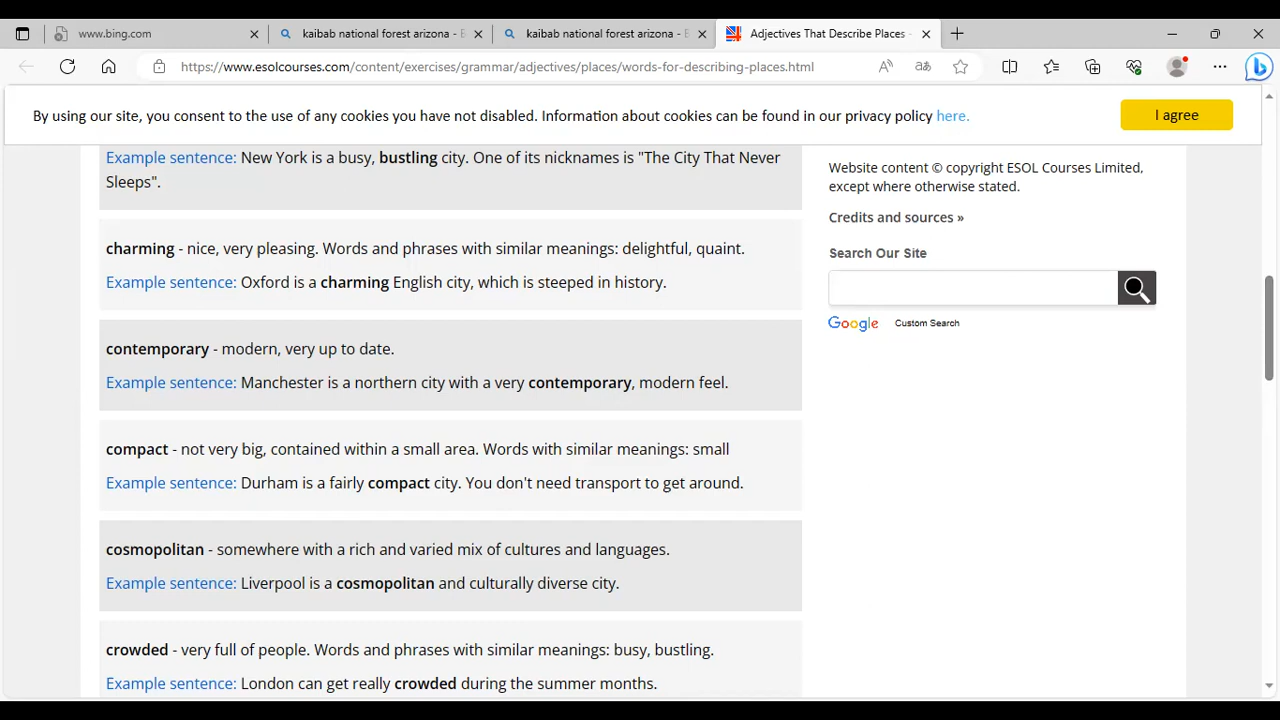 www.bing.com
kaibab national forest arizona -
kaibab national forest arizona -
Adjectives That Describe Places -
https://www.esolcourses.com/content/exercises/grammar/adjectives/places/words-for-describing-places.html
By using our site, you consent to the use of any cookies you have not disabled. Information about cookies can be found in our privacy policy here.
I agree
Example sentence: New York is a busy, bustling city. One of its nicknames is "The City That Never
Sleeps".
charming - nice, very pleasing. Words and phrases with similar meanings: delightful, quaint.
Example sentence: Oxford is a charming English city, which is steeped in history.
contemporary - modern, very up to date.
Example sentence: Manchester is a northern city with a very contemporary, modern feel.
compact - not very big, contained within a small area. Words with similar meanings: small
Example sentence: Durham is a fairly compact city. You don't need transport to get around.
cosmopolitan - somewhere with a rich and varied mix of cultures and languages.
Example sentence: Liverpool is a cosmopolitan and culturally diverse city.
crowded - very full of people. Words and phrases with similar meanings: busy, bustling.
Example sentence: London can get really crowded during the summer months.
Website content © copyright ESOL Courses Limited,
except where otherwise stated.
Credits and sources »
Search Our Site
Google Custom Search